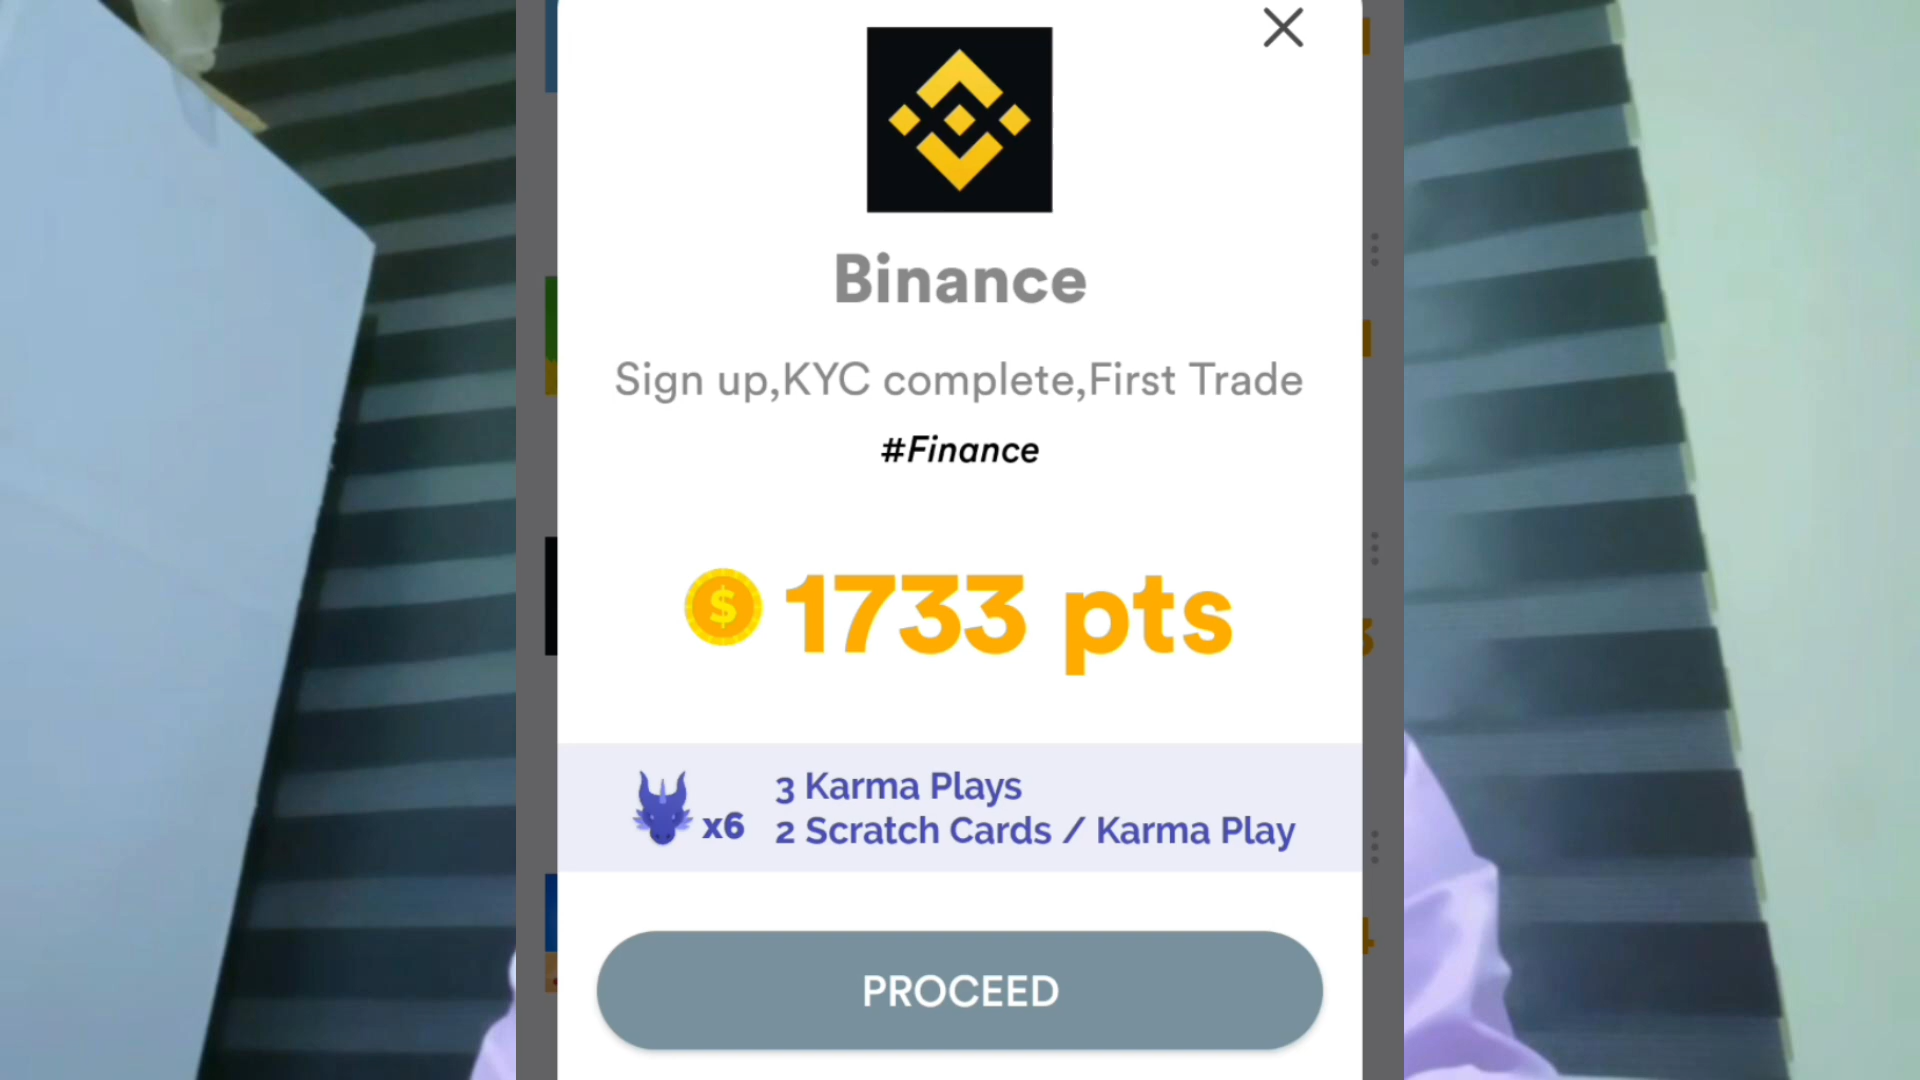 Binance
Sign up,KYC complete,First Trade
#Finance
1733 pts
x6
3 Karma Plays
2 Scratch Cards / Karma Play
PROCEED